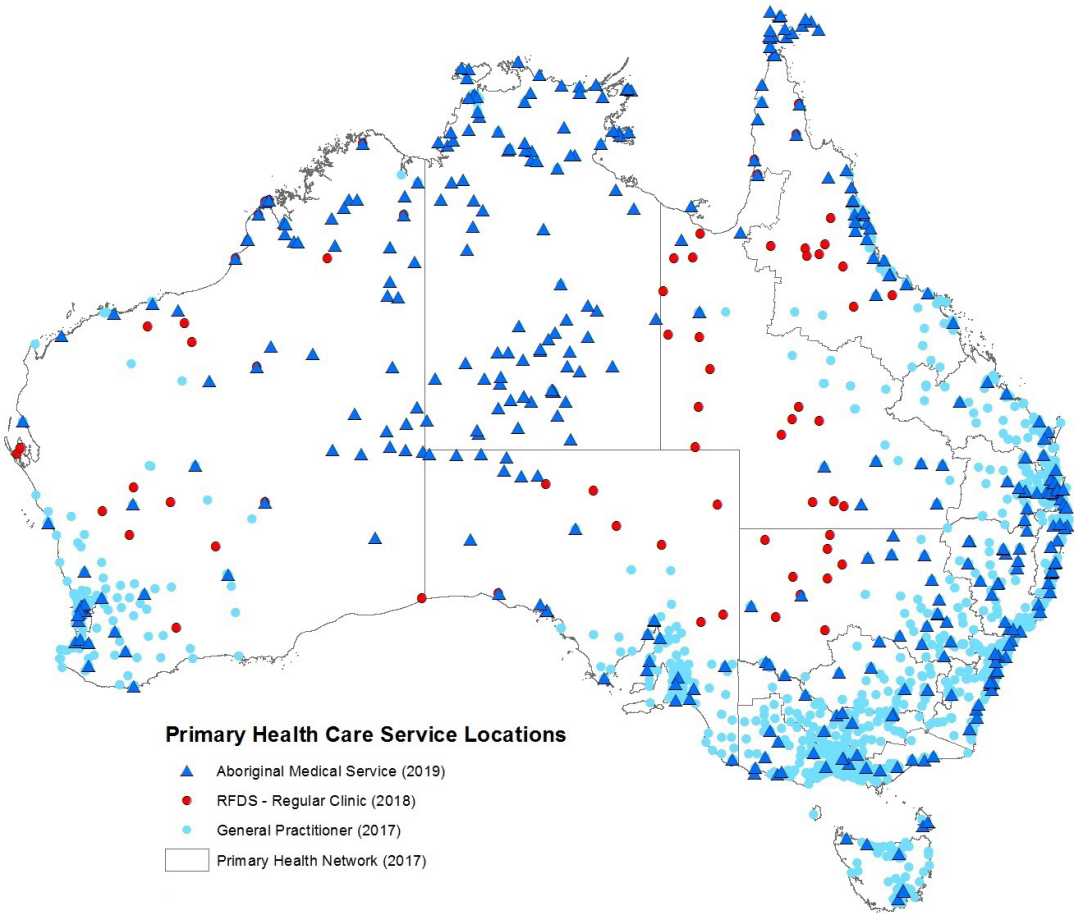 Primary Health Care Service Locations
Aboriginal Medical Service (2019)
RFDS - Regular Clinic (2018)
General Practitioner (2017)
Primary Health Network (2017)